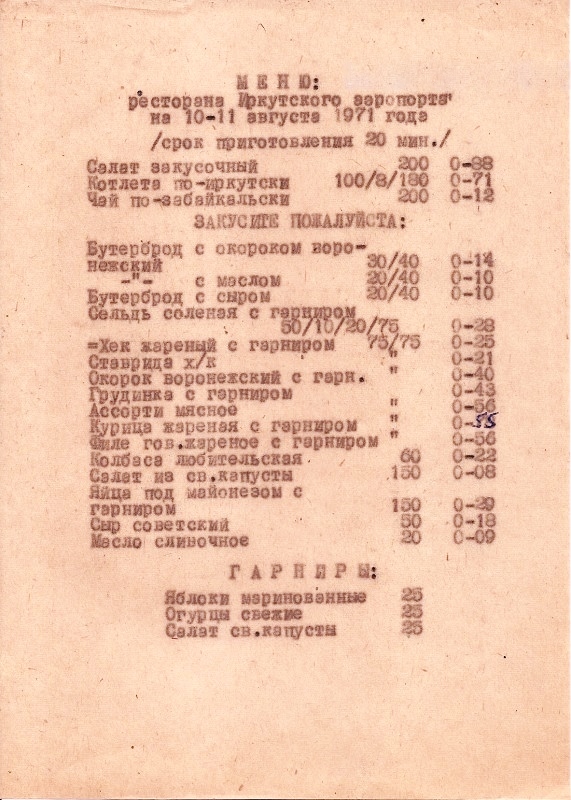 М Е Н Ю:
ресторана Иркутского аэропорта
на 10-11 августа 1971 года
/срок приготовления 20 мин./
Салат закусочный 200 0-88
Котлета по-иркутски 100/8/180 0-71
Чай по-забайкальски 200 0-12
ЗАКУСИТЕ ПОЖАЛУЙСТА:
Бутерброд с окороком воро-
нежский 30/40 0-14
-"- с маслом 20/40 0-10
Бутерброд с сыром 20/40 0-10
Сельдь соленая с гарниром
50/10/20/75 0-28
=Хек жареный с гарниром 75/75 0-25
Ставрида х/к " 0-21
Окорок воронежский с гарн. " 0-40
Грудинка с гарниром 0-43
Ассорти мясное " 0-56
Курица жареная с гарниром " 0-55
Филе гов.жареное с гарниром " 0-56
Колбаса любительская 60 0-22
Салат из св.капусты 150 0-08
Яйца под майонезом с
гарниром 150 0-29
Сыр советский 50 0-18
Масло сливочное 20 0-09
Г А Р Н И Р Ы:
Яблоки маринованные 25
Огурцы свежие 25
Салат св.капусты 25